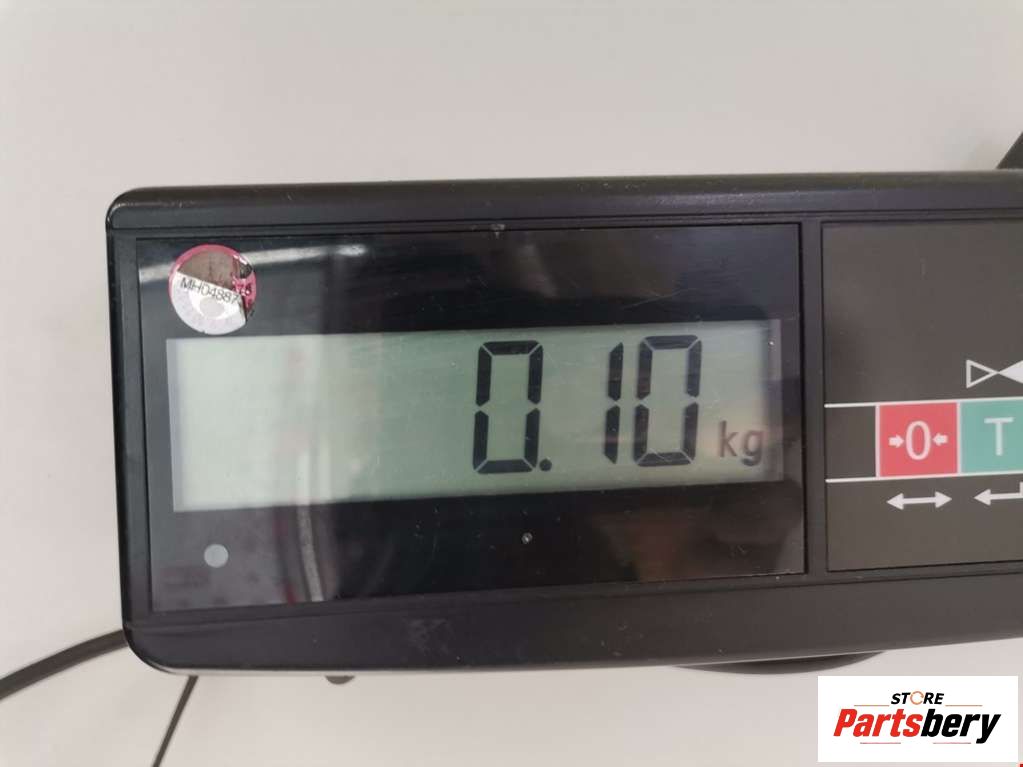 MH04887
0.10 kg
0
T
STORE
Partsbery